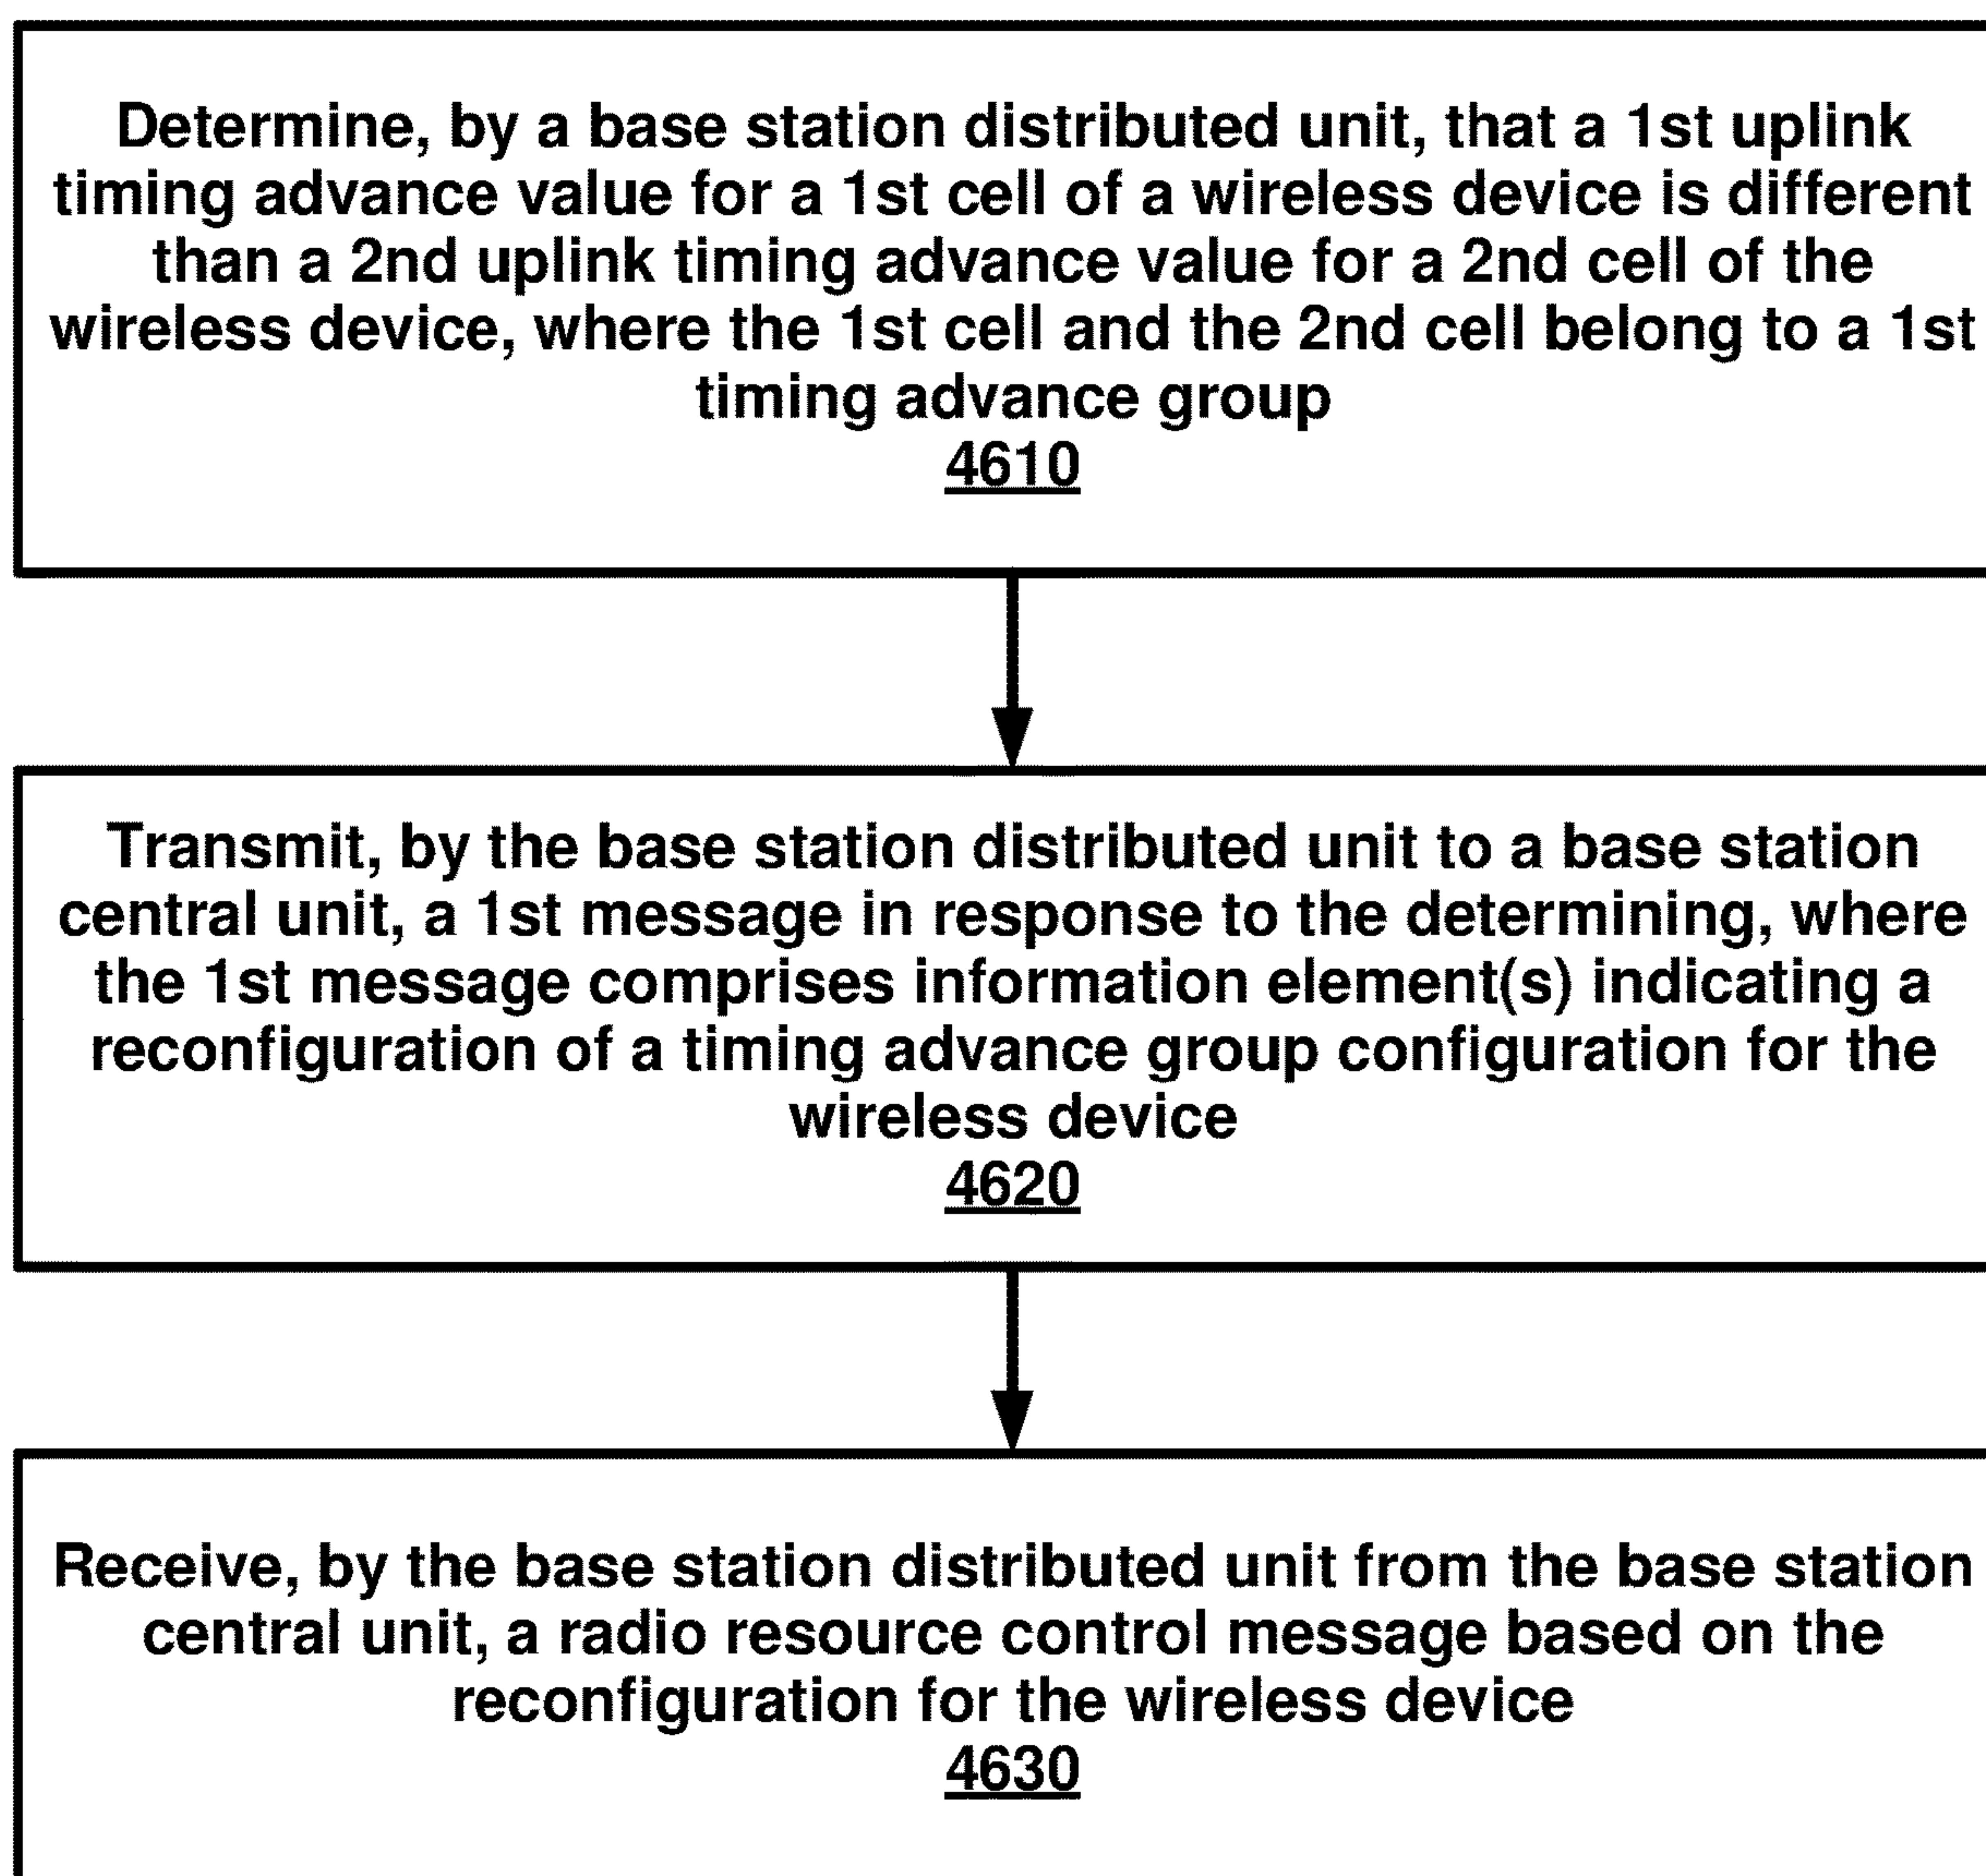 Determine, by a base station distributed unit, that a 1st uplink
timing advance value for a 1st cell of a wireless device is different
than a 2nd uplink timing advance value for a 2nd cell of the
wireless device, where the 1st cell and the 2nd cell belong to a 1st
timing advance group
4610
Transmit, by the base station distributed unit to a base station
central unit, a 1st message in response to the determining, where
the 1st message comprises information element(s) indicating a
reconfiguration of a timing advance group configuration for the
wireless device
4620
Receive, by the base station distributed unit from the base station
central unit, a radio resource control message based on the
reconfiguration for the wireless device
4630